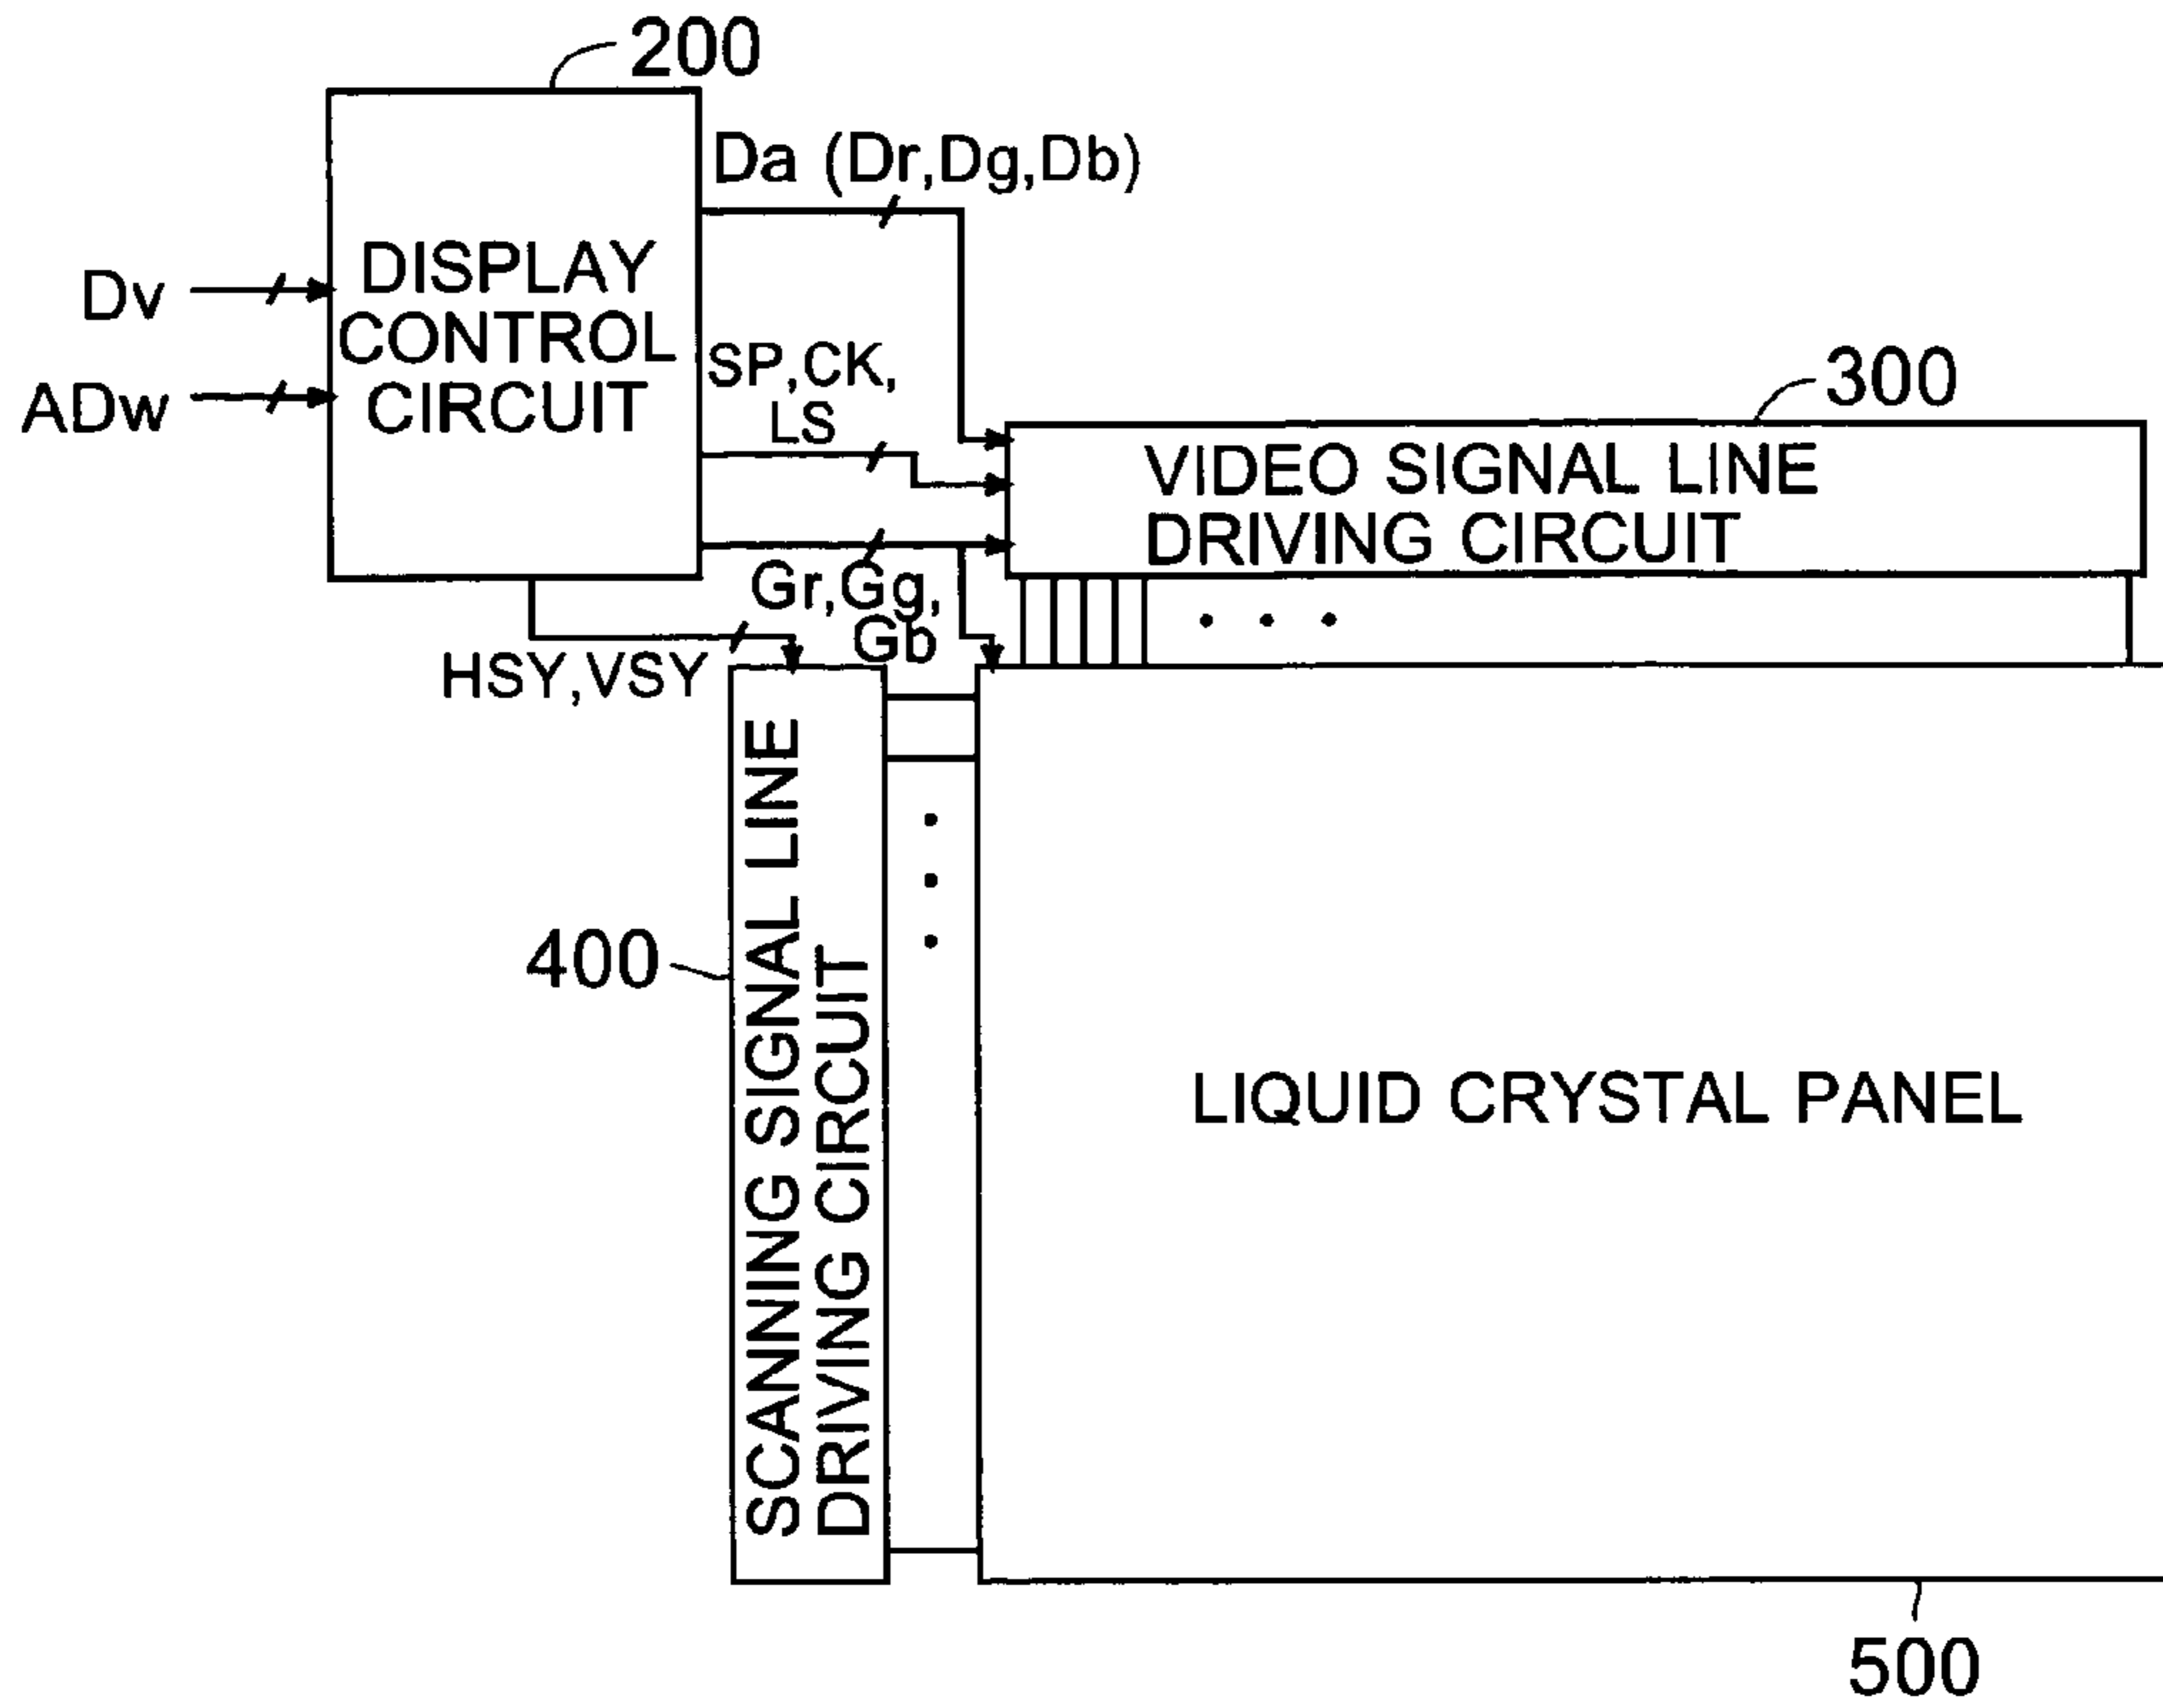 200
Da (Dr,Dg,Db)
Dv
DISPLAY
CONTROL
CIRCUIT
ADw
SP,CK,
LS
300
VIDEO SIGNAL LINE
DRIVING CIRCUIT
Gr,Gg,
Gb
HSY,VSY
400
SCANNING SIGNAL LINE
DRIVING CIRCUIT
LIQUID CRYSTAL PANEL
500